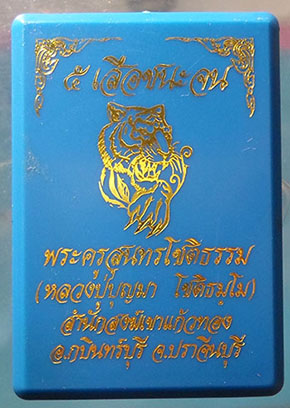 ๕ เสือชนะจน
พระครูสุนทรโชติธรรม
(หลวงปู่บุญมา โชติธมฺโม)
สำนักสงฆ์เขาแก้วทอง
อ.กบินทร์บุรี จ.ปราจีนบุรี